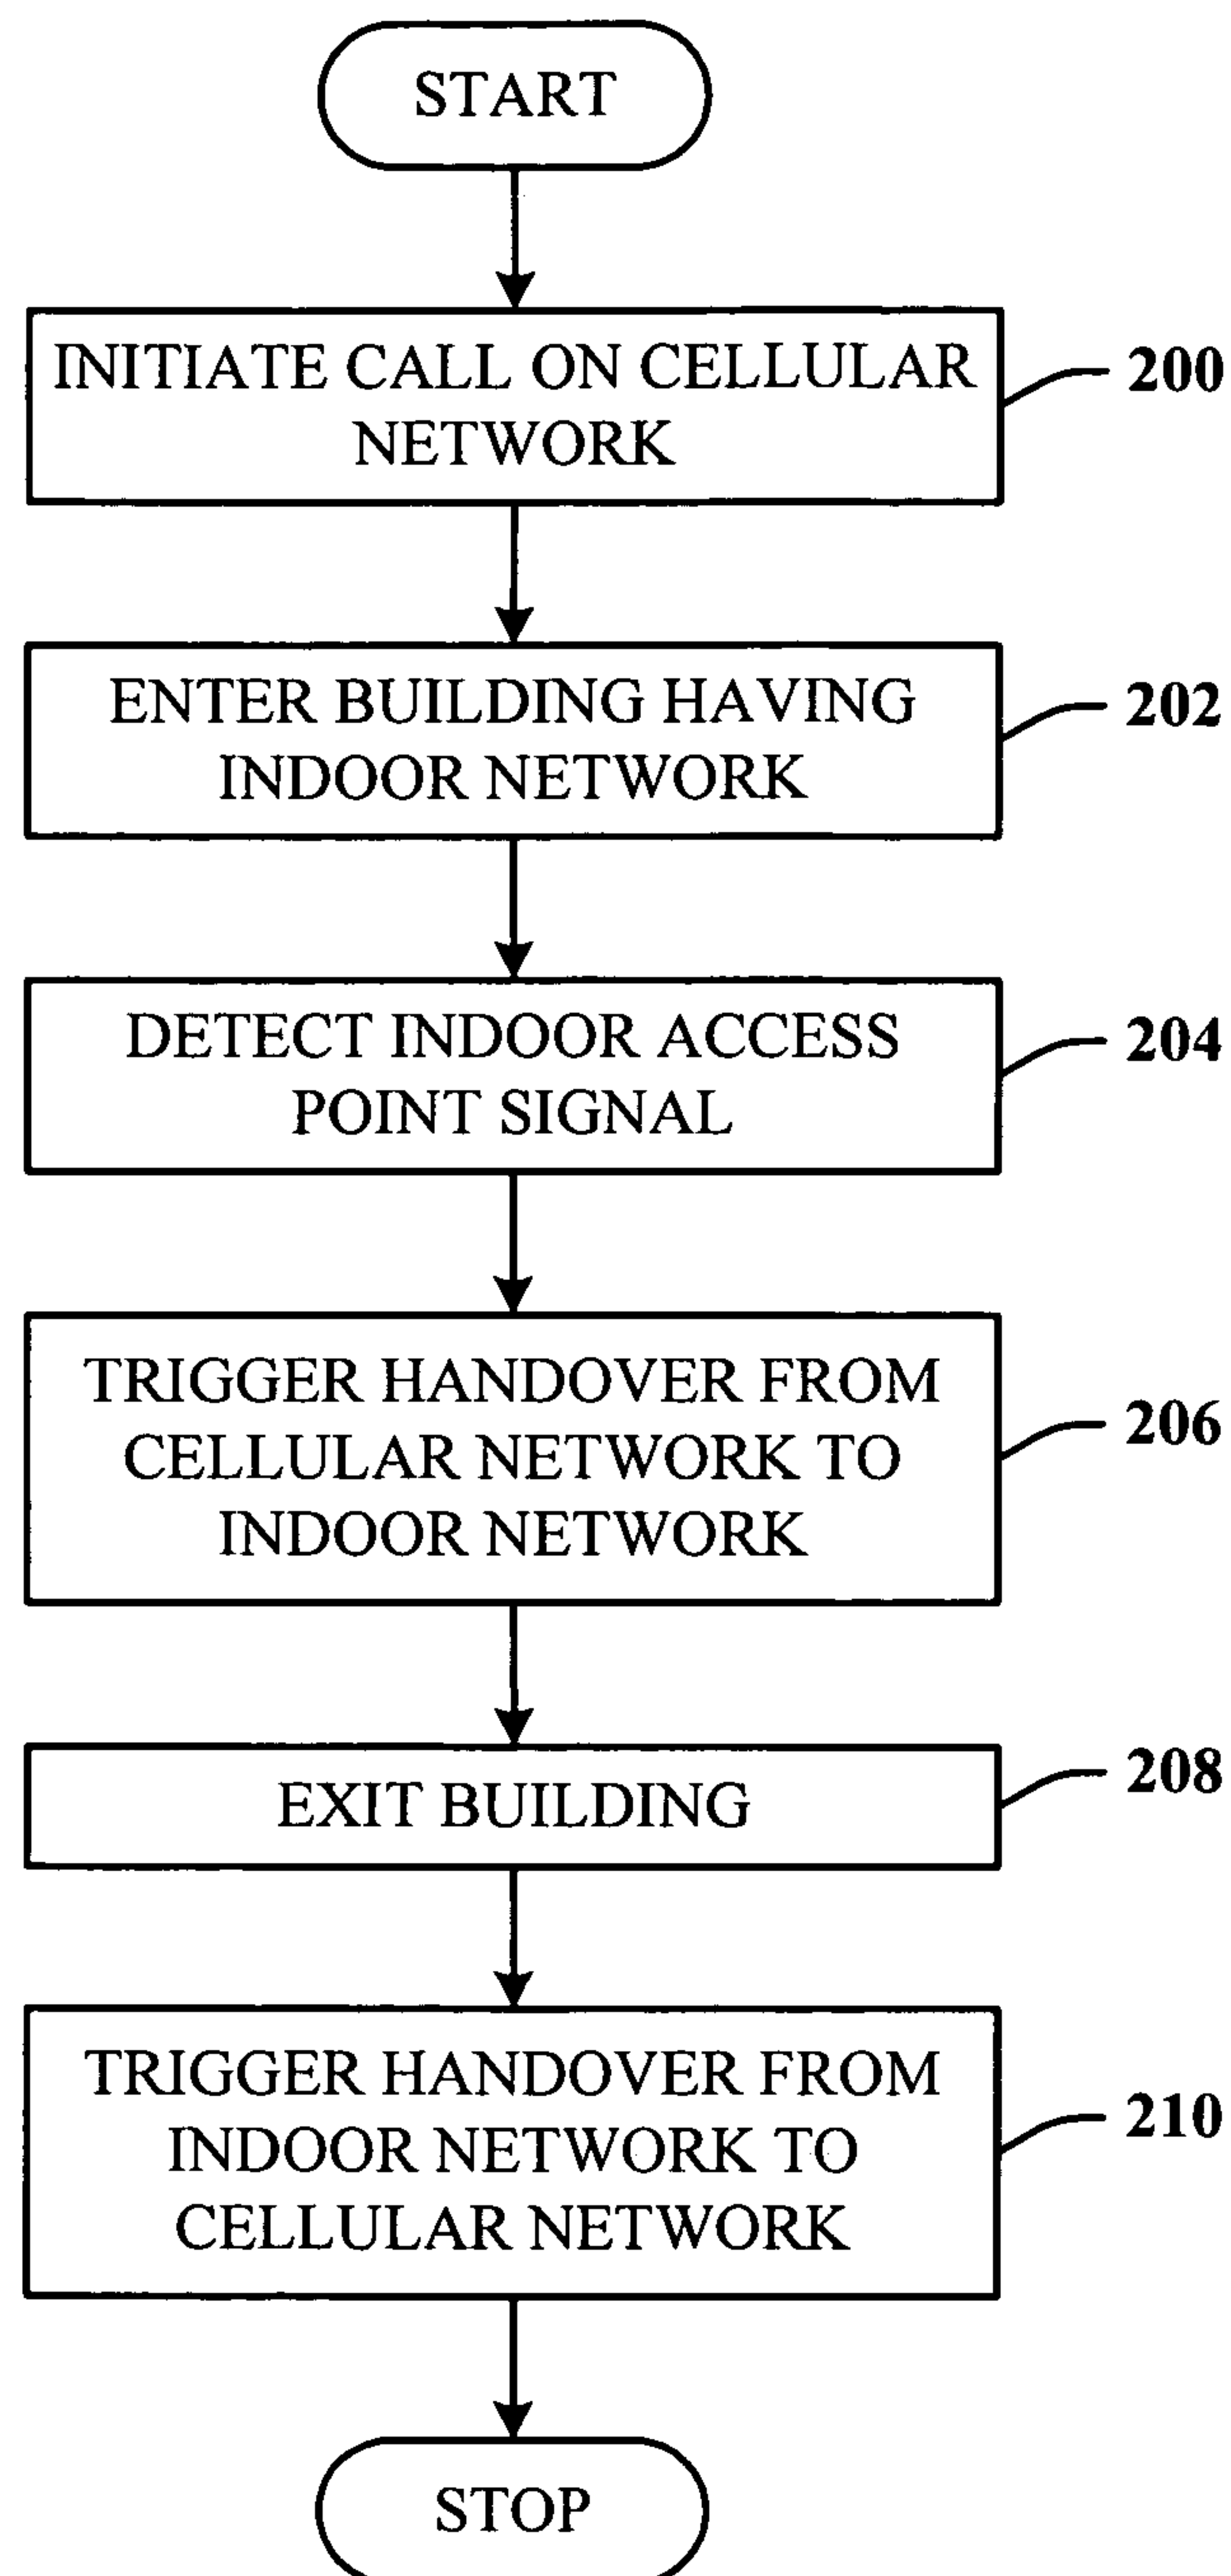 START
INITIATE CALL ON CELLULAR
NETWORK
200
ENTER BUILDING HAVING
INDOOR NETWORK
202
DETECT INDOOR ACCESS
POINT SIGNAL
204
TRIGGER HANDOVER FROM
CELLULAR NETWORK TO
INDOOR NETWORK
206
EXIT BUILDING
208
TRIGGER HANDOVER FROM
INDOOR NETWORK TO
CELLULAR NETWORK
210
STOP